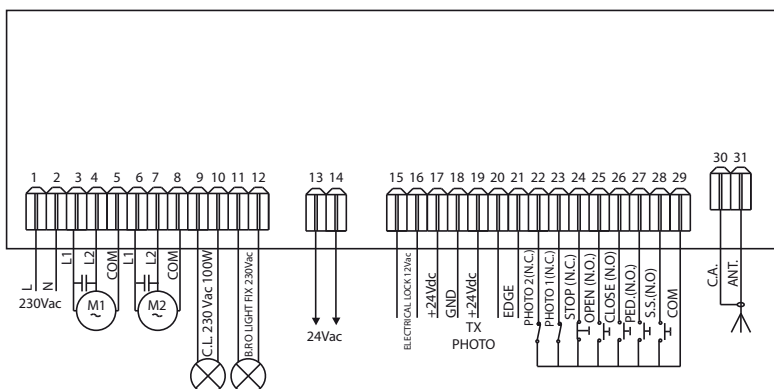 1 2 3 4 5 6 7 8 9 10 11 12 13 14 15 16 17 18 19 20 21 22 23 24 25 26 27 28 29
30 31
L
N
230Vac
L1
L2
COM
M1
~
L1
L2
COM
M2
~
C.L 230 Vac 100W
B.RO LIGHT FIX 230Vac
24Vac
ELECTRICAL LOCK 12Vac
+24Vdc
GND
+24Vdc
TX
PHOTO
EDGE
PHOTO 2 (N.C.)
PHOTO 1 (N.C.)
STOP (N.C.)
OPEN (N.O.)
CLOSE (N.O)
PED.(N.O.)
S.S.(N.O)
COM
C.A.
ANT.